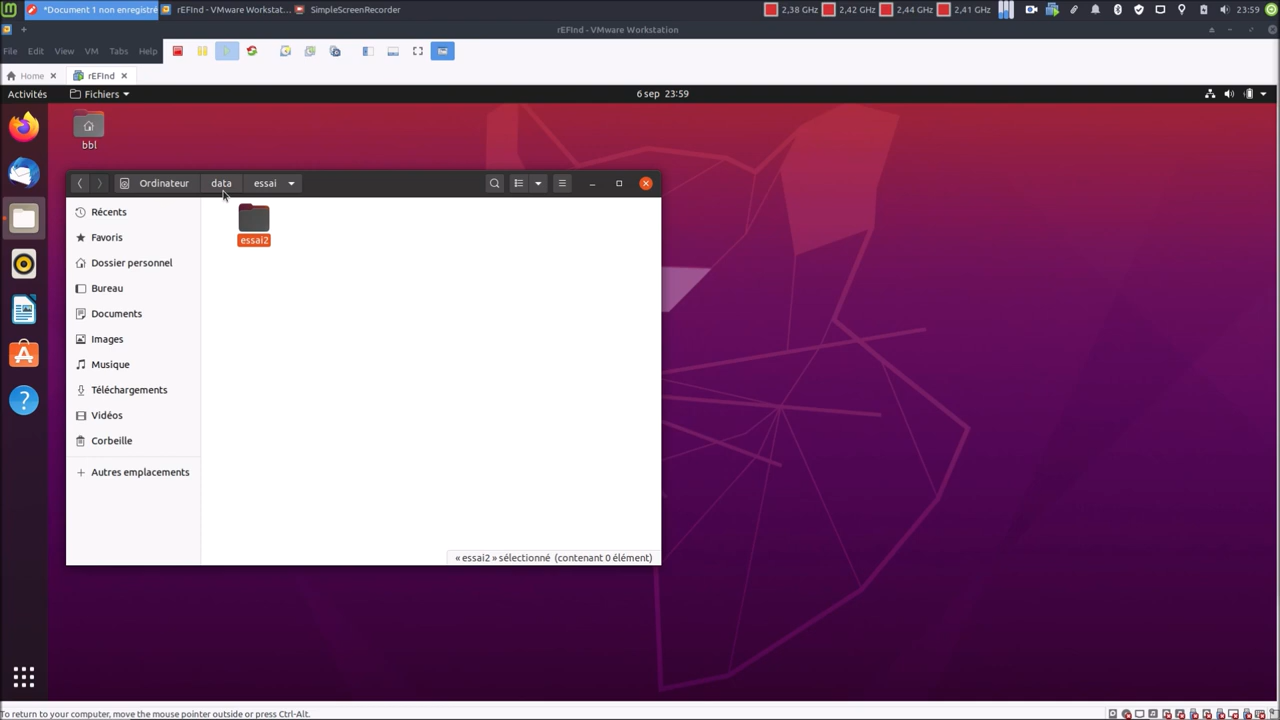 *Document 1 non enregistré
rEFInd - VMware Workstat...
SimpleScreenRecorder
2,38 GHz
2,42 GHz
2,44 GHz
2,41 GHz
23:59
rEFInd - VMware Workstation
File Edit View VM Tabs Help
Home
rEFInd
Activités
Fichiers
6 sep 23:59
bbl
Ordinateur
data
essai
Récents
Favoris
Dossier personnel
Bureau
Documents
Images
Musique
Téléchargements
Vidéos
Corbeille
+ Autres emplacements
essai2
« essai2 » sélectionné (contenant 0 élément)
To return to your computer, move the mouse pointer outside or press Ctrl-Alt.